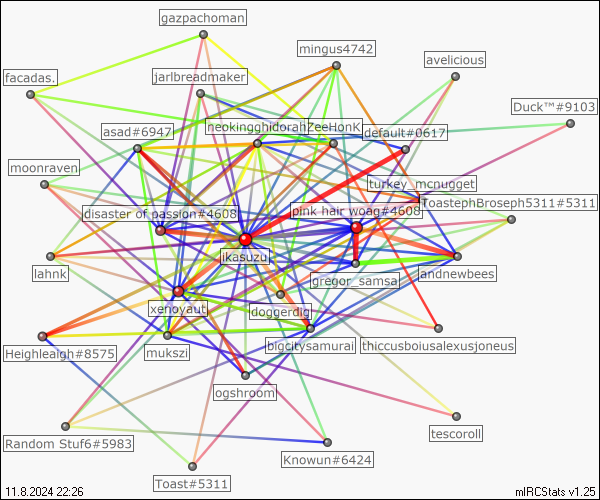 gazpachoman
mingus4742
avelicious
facadas.
jarlbreadmaker
Duck™#9103
asad#6947
neokingghidorah
ZeeHonK
default#0617
moonraven
turkey_mcnugget
ToastephBroseph5311#5311
disaster of passion#4608
pink hair woag#4608
ikasuzu
lahnk
gregor_samsa
andnewbees
xenoyaut
doggerdig
Heighleaigh#8575
mukszi
bigcitysamurai
thiccusboiusalexusjoneus
ogshroom
tescoroll
Random Stuf6#5983
Knowun#6424
Toast#5311
11.8.2024 22:26
mIRCStats v1.25